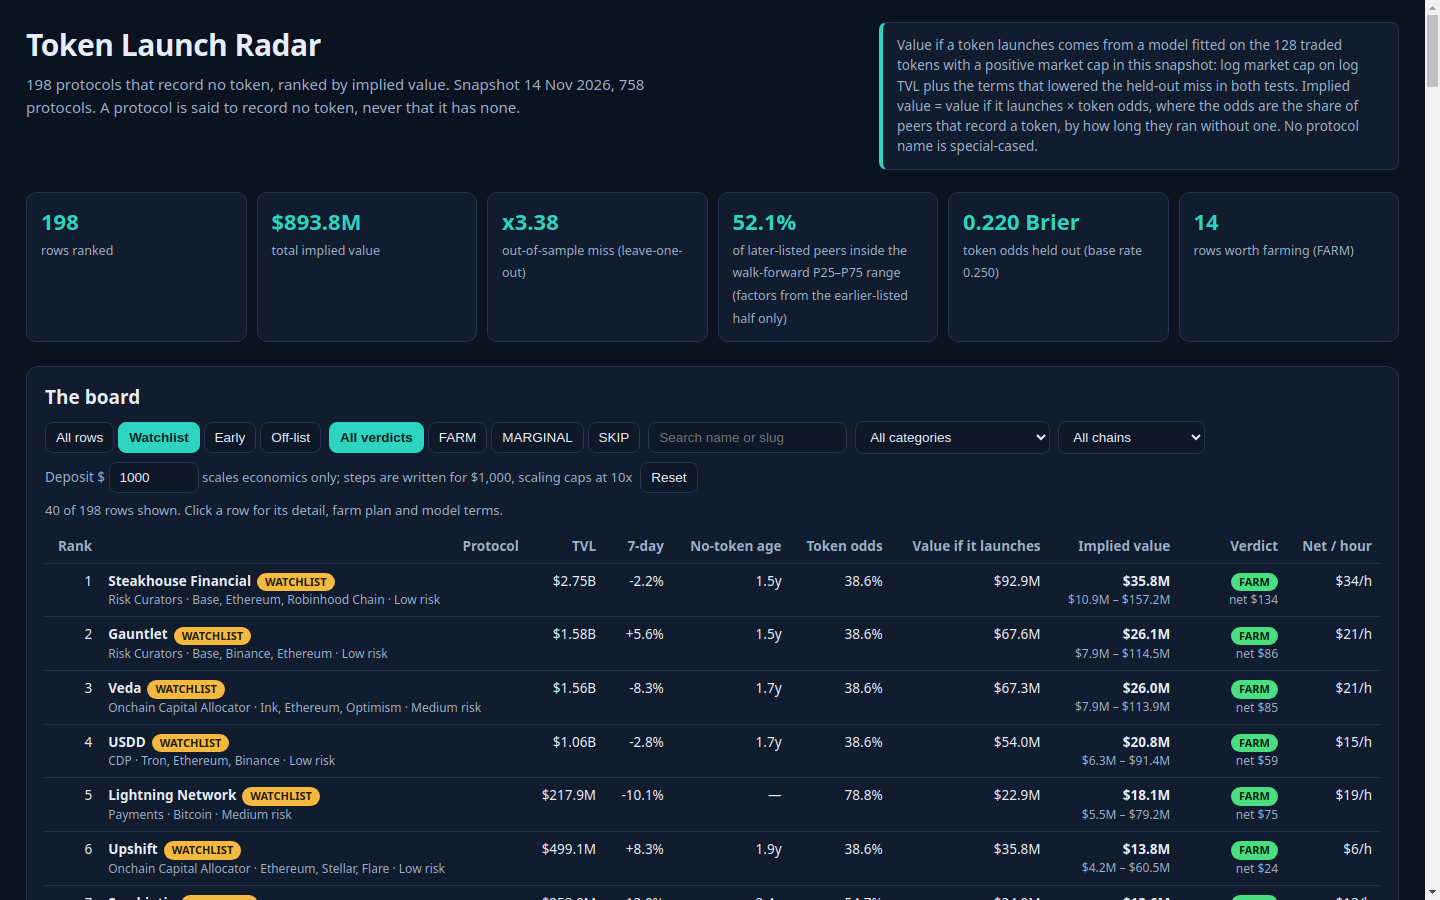 Token Launch Radar
198 protocols that record no token, ranked by implied value. Snapshot 14 Nov 2026, 758
protocols. A protocol is said to record no token, never that it has none.
Value if a token launches comes from a model fitted on the 128 traded
tokens with a positive market cap in this snapshot: log market cap on log
TVL plus the terms that lowered the held-out miss in both tests. Implied
value = value if it launches × token odds, where the odds are the share of
peers that record a token, by how long they ran without one. No protocol
name is special-cased.
198
rows ranked
$893.8M
total implied value
x3.38
out-of-sample miss (leave-one-
out)
52.1%
of later-listed peers inside the
walk-forward P25–P75 range
(factors from the earlier-listed
half only)
0.220 Brier
token odds held out (base rate
0.250)
14
rows worth farming (FARM)
The board
All rows Watchlist Early Off-list All verdicts FARM MARGINAL SKIP Search name or slug All categories All chains
Deposit $ 1000 scales economics only; steps are written for $1,000, scaling caps at 10x Reset
40 of 198 rows shown. Click a row for its detail, farm plan and model terms.
Rank Protocol TVL 7-day No-token age Token odds Value if it launches Implied value Verdict Net / hour
1 Steakhouse Financial WATCHLIST $2.75B -2.2% 1.5y 38.6% $92.9M $35.8M FARM $34/h
Risk Curators · Base, Ethereum, Robinhood Chain · Low risk $10.9M – $157.2M net $134
2 Gauntlet WATCHLIST $1.58B +5.6% 1.5y 38.6% $67.6M $26.1M FARM $21/h
Risk Curators · Base, Binance, Ethereum · Low risk $7.9M – $114.5M net $86
3 Veda WATCHLIST $1.56B -8.3% 1.7y 38.6% $67.3M $26.0M FARM $21/h
Onchain Capital Allocator · Ink, Ethereum, Optimism · Medium risk $7.9M – $113.9M net $85
4 USDD WATCHLIST $1.06B -2.8% 1.7y 38.6% $54.0M $20.8M FARM $15/h
CDP · Tron, Ethereum, Binance · Low risk $6.3M – $91.4M net $59
5 Lightning Network WATCHLIST $217.9M -10.1% — 78.8% $22.9M $18.1M FARM $19/h
Payments · Bitcoin · Medium risk $5.5M – $79.2M net $75
6 Upshift WATCHLIST $499.1M +8.3% 1.9y 38.6% $35.8M $13.8M FARM $6/h
Onchain Capital Allocator · Ethereum, Stellar, Flare · Low risk $4.2M – $60.5M net $24